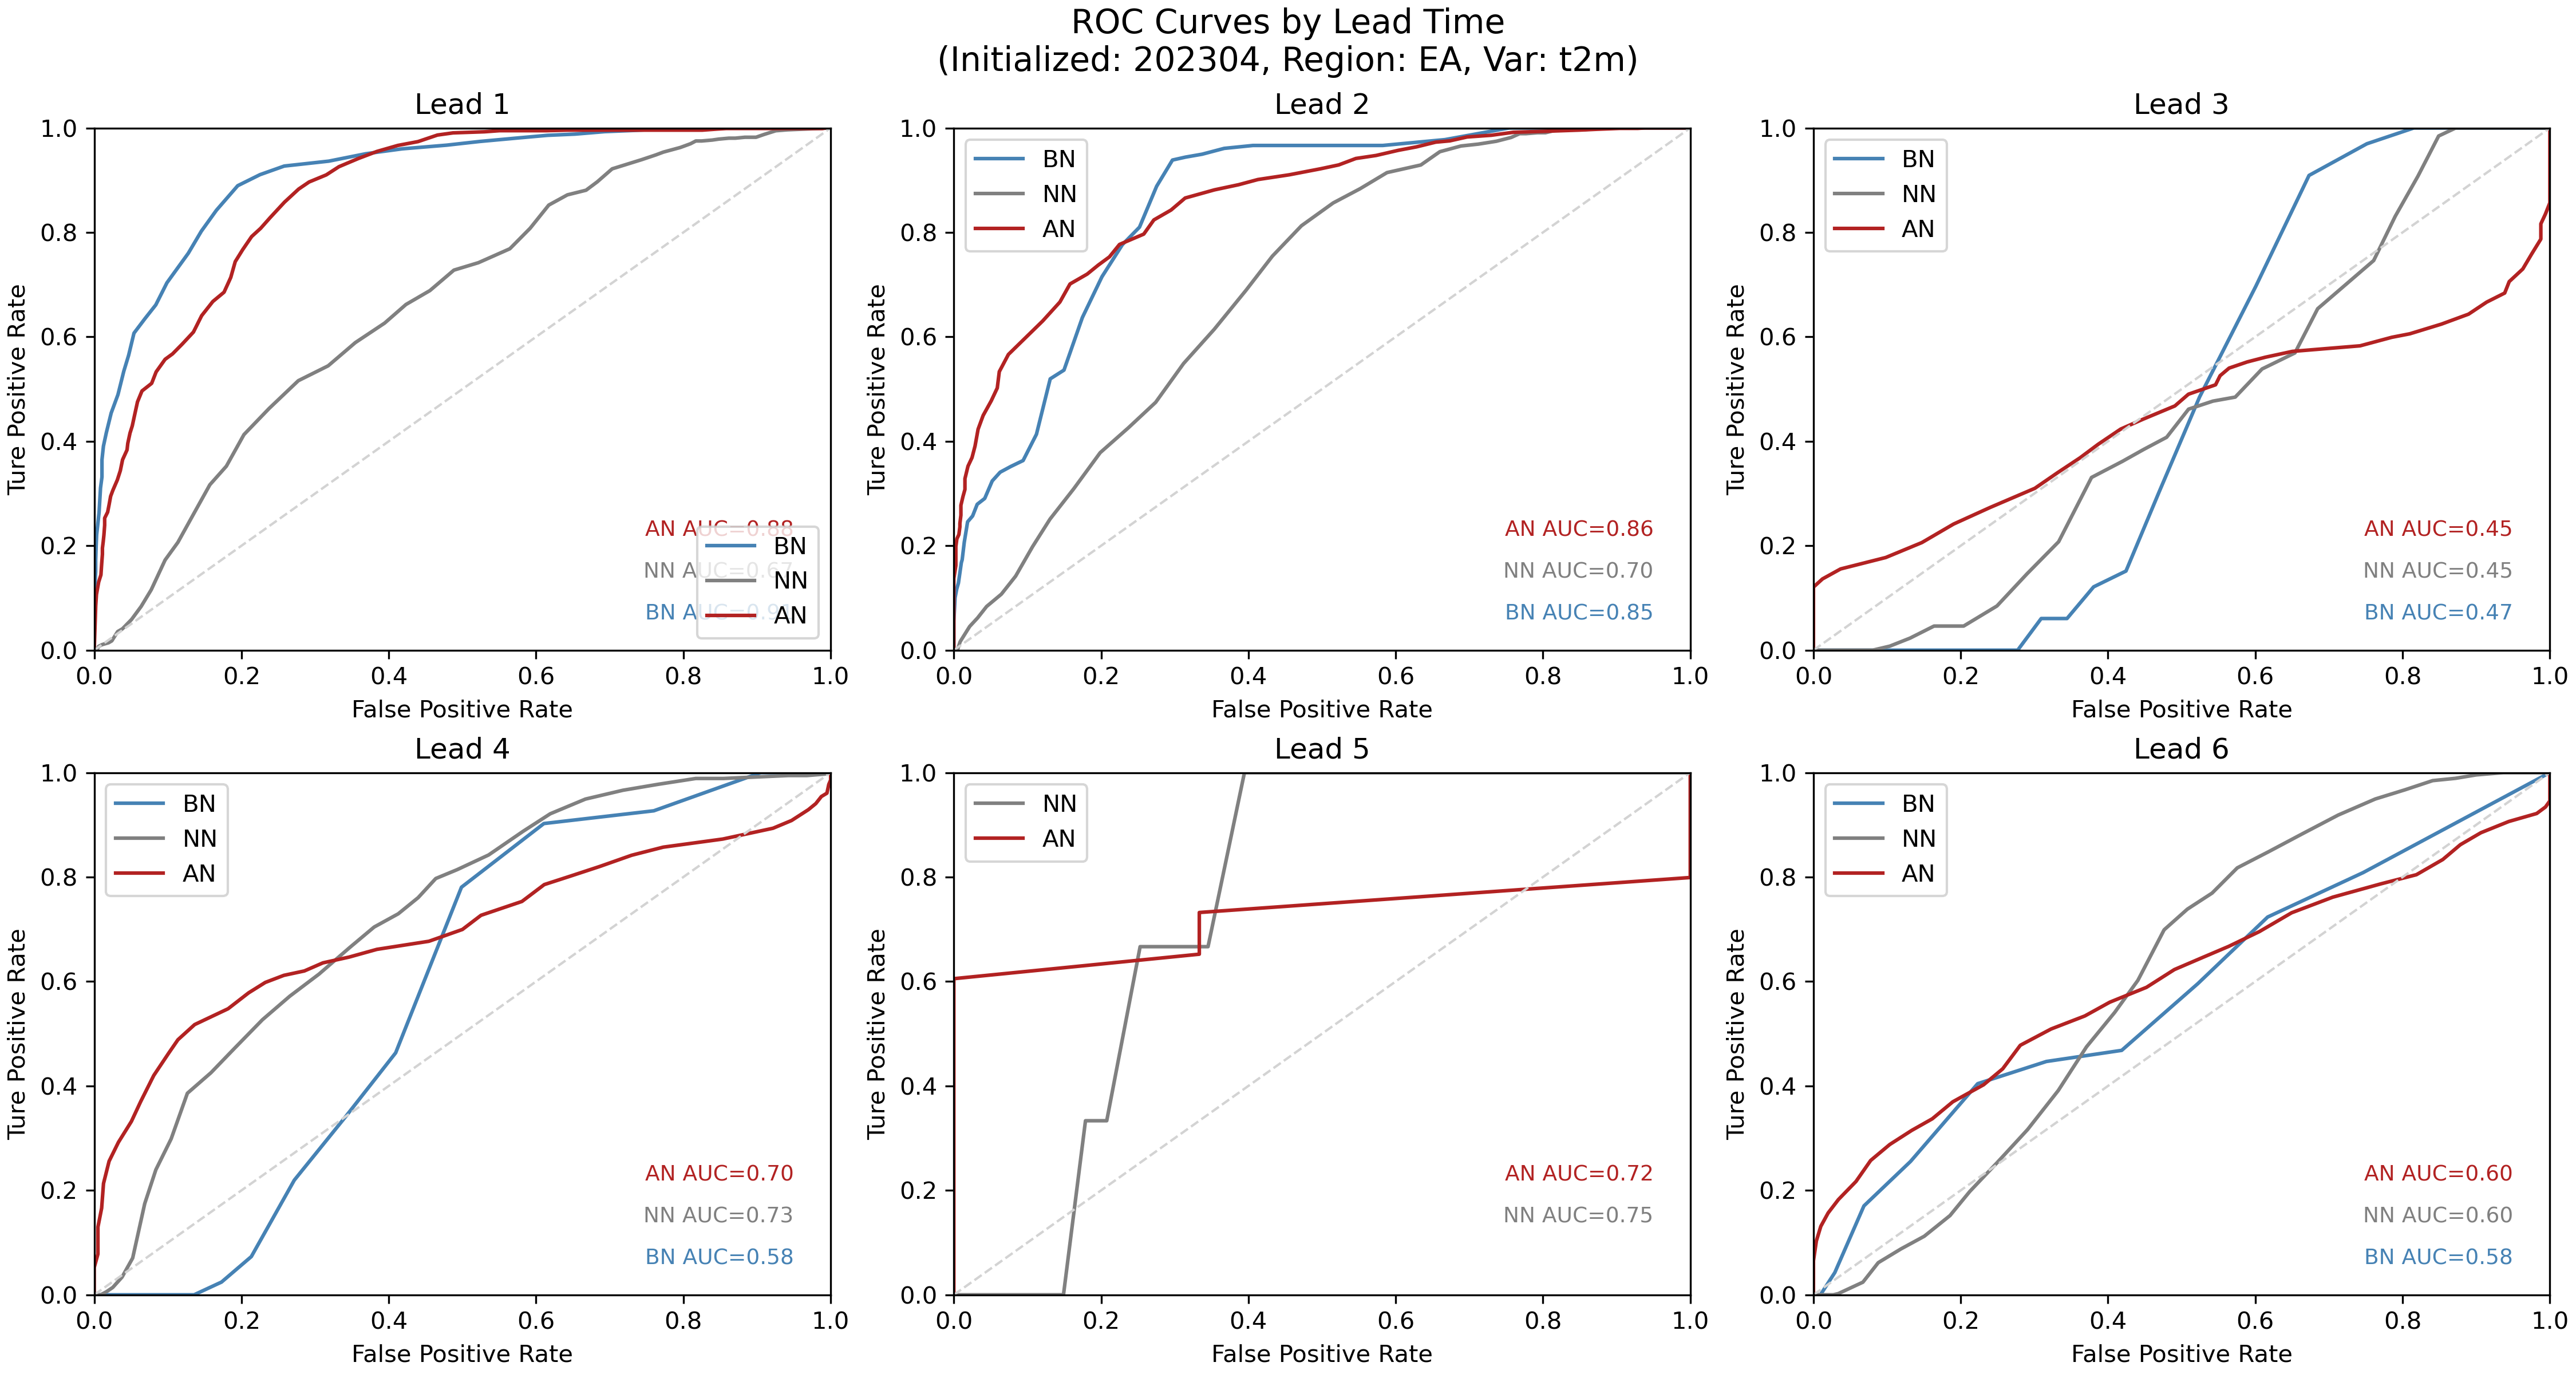 ROC Curves by Lead Time
(Initialized: 202304, Region: EA, Var: t2m)
Lead 1
Ture Positive Rate
1.0
0.8
0.6
0.4
0.2
0.0
AN AUC=0.88
NN AUC=0.67
BN AUC=
BN
NN
AN
0.0 0.2 0.4 0.6 0.8 1.0
False Positive Rate
Lead 2
Ture Positive Rate
1.0
0.8
0.6
0.4
0.2
0.0
BN
NN
AN
AN AUC=0.86
NN AUC=0.70
BN AUC=0.85
0.0 0.2 0.4 0.6 0.8 1.0
False Positive Rate
Lead 3
Ture Positive Rate
1.0
0.8
0.6
0.4
0.2
0.0
BN
NN
AN
AN AUC=0.45
NN AUC=0.45
BN AUC=0.47
0.0 0.2 0.4 0.6 0.8 1.0
False Positive Rate
Lead 4
Ture Positive Rate
1.0
0.8
0.6
0.4
0.2
0.0
BN
NN
AN
AN AUC=0.70
NN AUC=0.73
BN AUC=0.58
0.0 0.2 0.4 0.6 0.8 1.0
False Positive Rate
Lead 5
Ture Positive Rate
1.0
0.8
0.6
0.4
0.2
0.0
NN
AN
AN AUC=0.72
NN AUC=0.75
0.0 0.2 0.4 0.6 0.8 1.0
False Positive Rate
Lead 6
Ture Positive Rate
1.0
0.8
0.6
0.4
0.2
0.0
BN
NN
AN
AN AUC=0.60
NN AUC=0.60
BN AUC=0.58
0.0 0.2 0.4 0.6 0.8 1.0
False Positive Rate